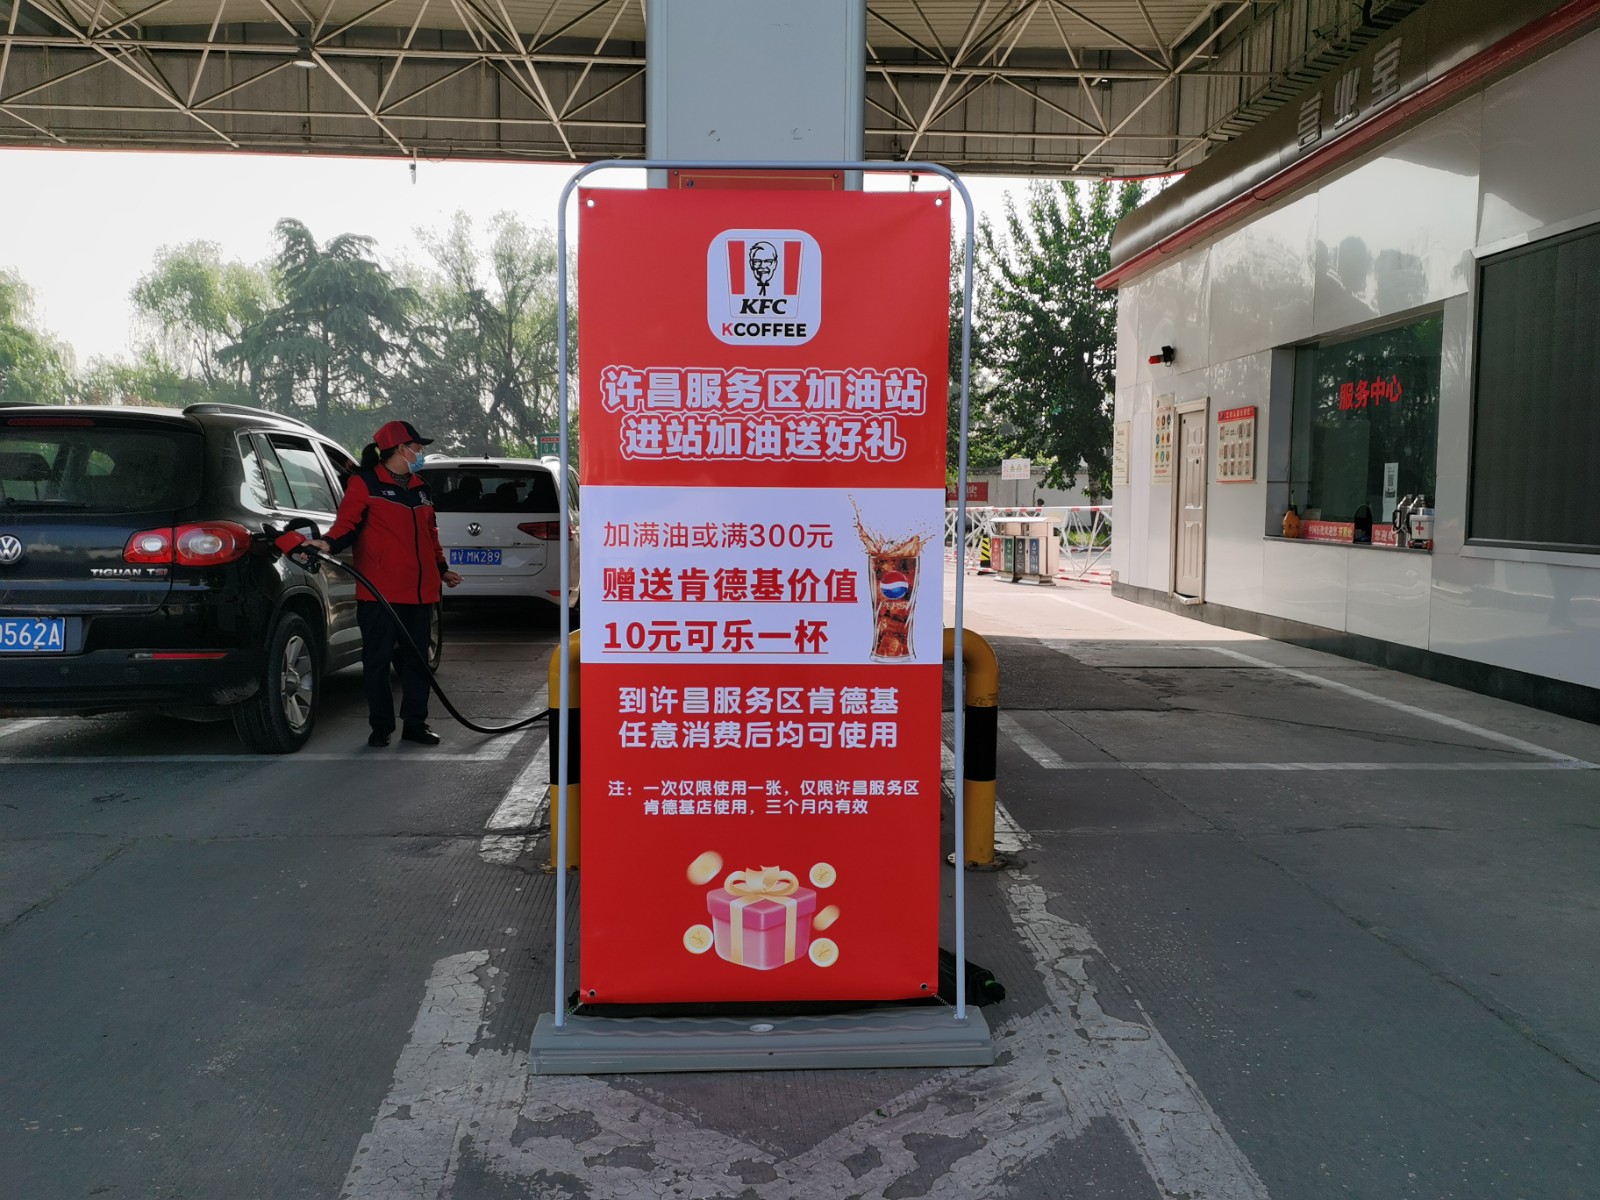 营业室
KFC
KCOFFEE
许昌服务区加油站
进站加油送好礼
加满油或满300元
赠送肯德基价值
10元可乐一杯
到许昌服务区肯德基
任意消费后均可使用
注：一次仅限使用一张，仅限许昌服务区
肯德基店使用，三个月内有效
服务中心
TIGUAN TSI
0562A
MK289